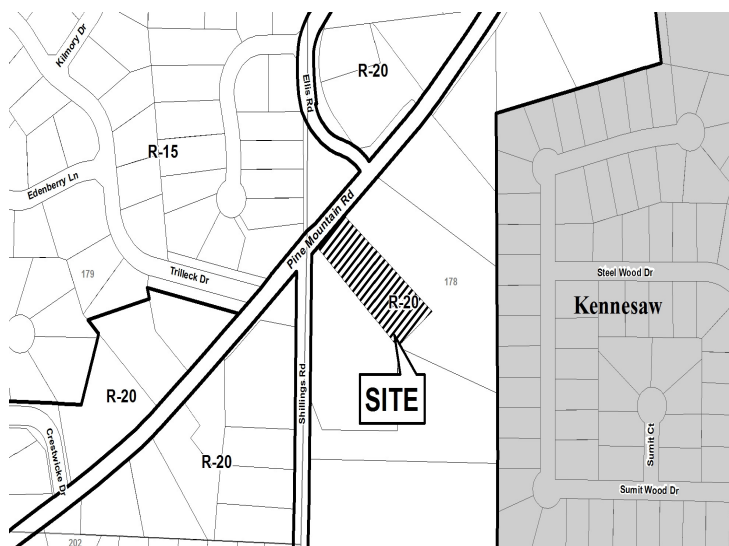 Kilmory Dr
R-20
Ellis Rd
R-15
Edenberry Ln
Pine Mountain Rd
179
Trilleck Dr
178
Steel Wood Dr
R-20
Kennesaw
SITE
Shillings Rd
R-20
Sumit Ct
Crestwicke Dr
R-20
Sumit Wood Dr
202